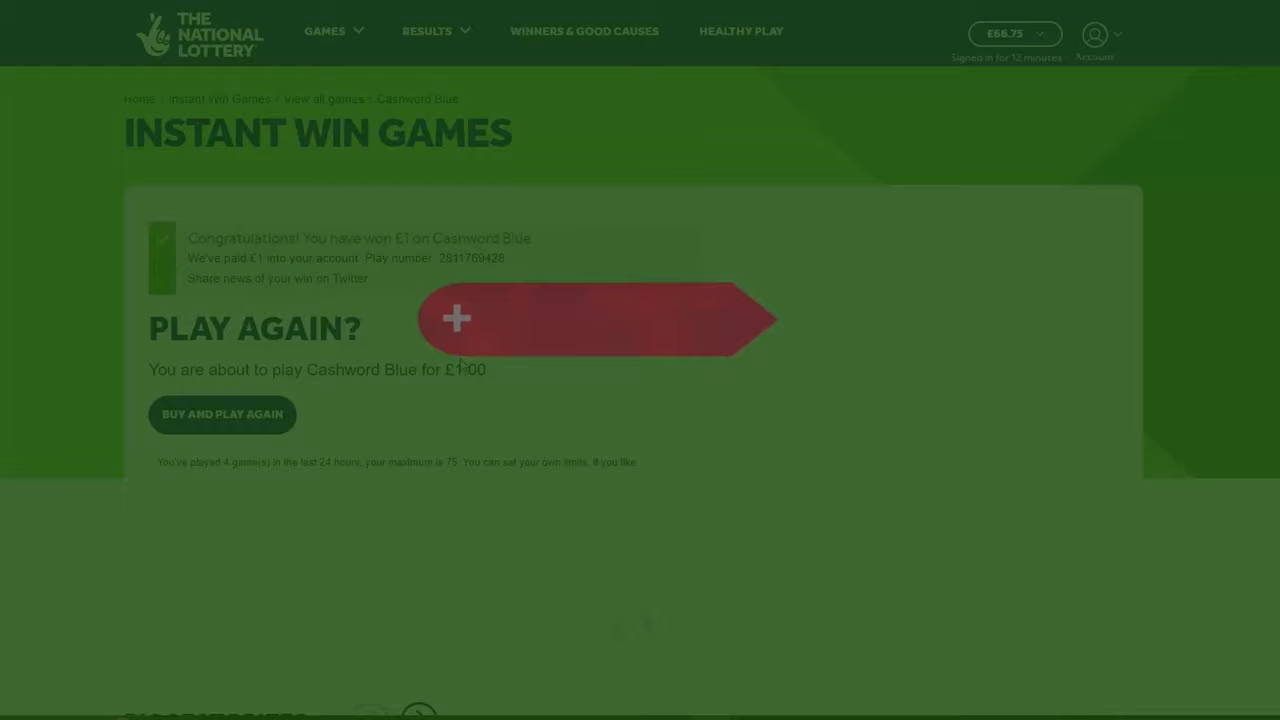 THE
NATIONAL
LOTTERY
GAMES
RESULTS
WINNERS & GOOD CAUSES
HEALTHY PLAY
£66.75
Signed in for 12 minutes
Account
Home
Instant Win Games
View all games
Cashword Blue
INSTANT WIN GAMES
Congratulations! You have won £1 on Cashword Blue
We've paid £1 into your account. Play number: 2811769428
Share news of your win on Twitter
PLAY AGAIN?
You are about to play Cashword Blue for £1.00
BUY AND PLAY AGAIN
You've played 4 game(s) in the last 24 hours, your maximum is 75. You can set your own limits, if you like.